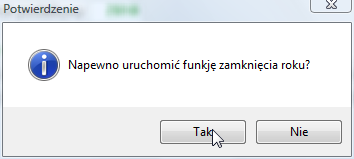 Potwierdzenie
Napewno uruchomić funkję zamknięcia roku?
Tak
Nie